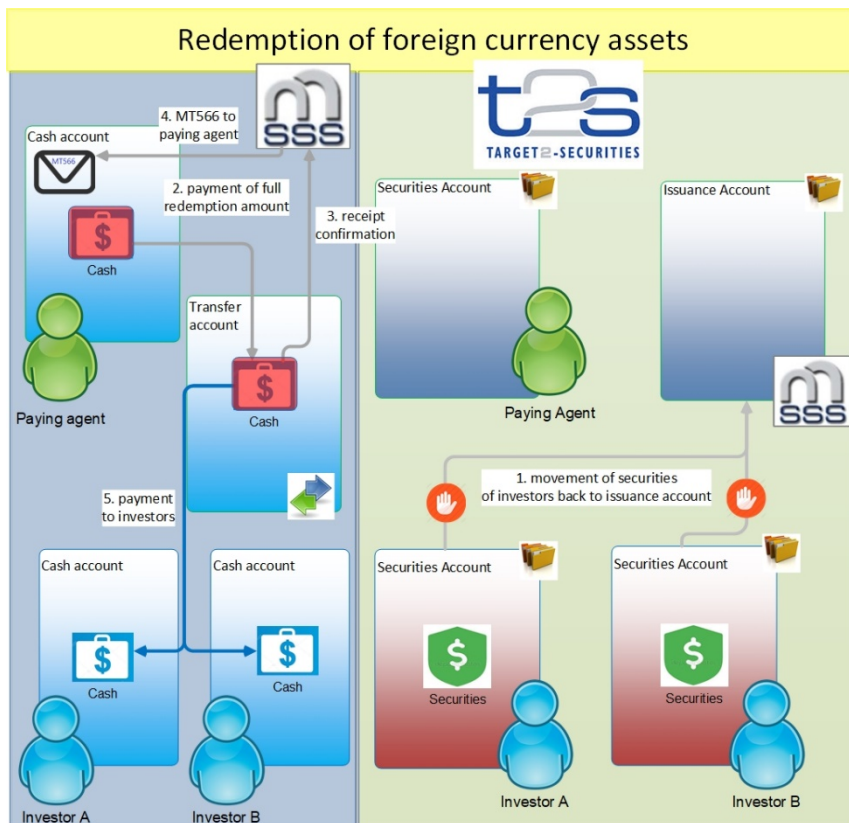 Redemption of foreign currency assets
m
SSS
t2s
TARGET2-SECURITIES
4. MT566 to
paying agent
Cash account
MT566
2. payment of full
redemption amount
3. receipt
confirmation
Cash
Transfer
account
Cash
Paying agent
Securities Account
Issuance Account
Paying Agent
m
SSS
1. movement of securities
of investors back to issuance account
5. payment
to investors
Cash account
Cash account
Cash
Cash
Investor A
Investor B
Securities Account
Securities Account
Securities
Securities
Investor A
Investor B